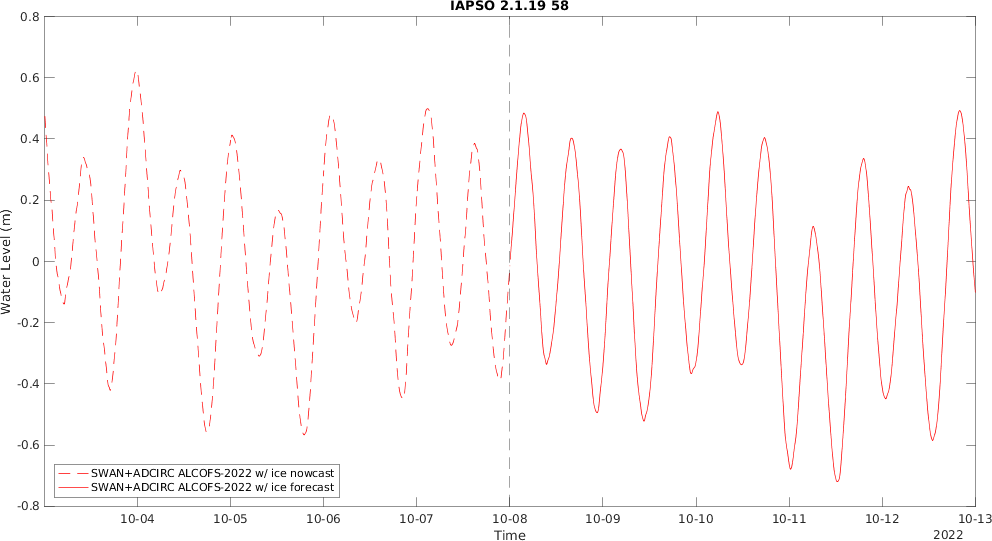 IAPSO 2.1.19 58
0.8
0.6
0.4
0.2
0
-0.2
-0.4
-0.6
-0.8
Water Level (m)
SWAN+ADCIRC ALCOFS-2022 w/ ice nowcast
SWAN+ADCIRC ALCOFS-2022 w/ ice forecast
10-04 10-05 10-06 10-07 10-08 10-09 10-10 10-11 10-12 10-13
Time
2022